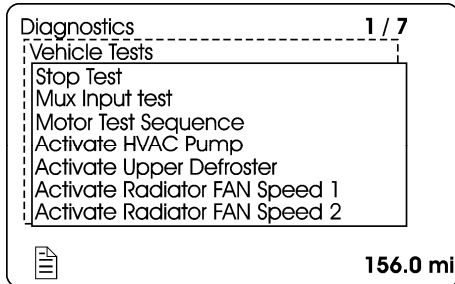 Diagnostics 1 / 7
Vehicle Tests
Stop Test
Mux Input test
Motor Test Sequence
Activate HVAC Pump
Activate Upper Defroster
Activate Radiator FAN Speed 1
Activate Radiator FAN Speed 2
156.0 mi